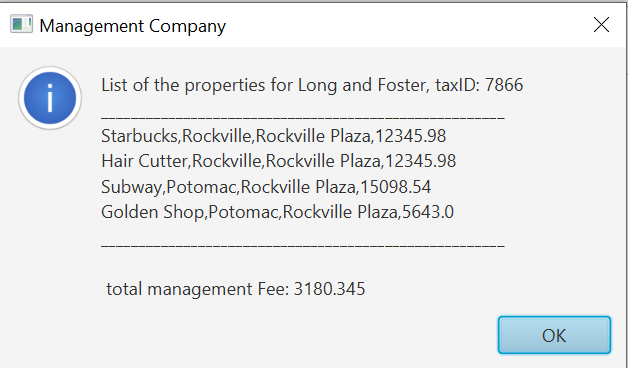 Management Company
List of the properties for Long and Foster, taxID: 7866
______________________________________________________
Starbucks,Rockville,Rockville Plaza,12345.98
Hair Cutter,Rockville,Rockville Plaza,12345.98
Subway,Potomac,Rockville Plaza,15098.54
Golden Shop,Potomac,Rockville Plaza,5643.0
______________________________________________________
total management Fee: 3180.345
OK